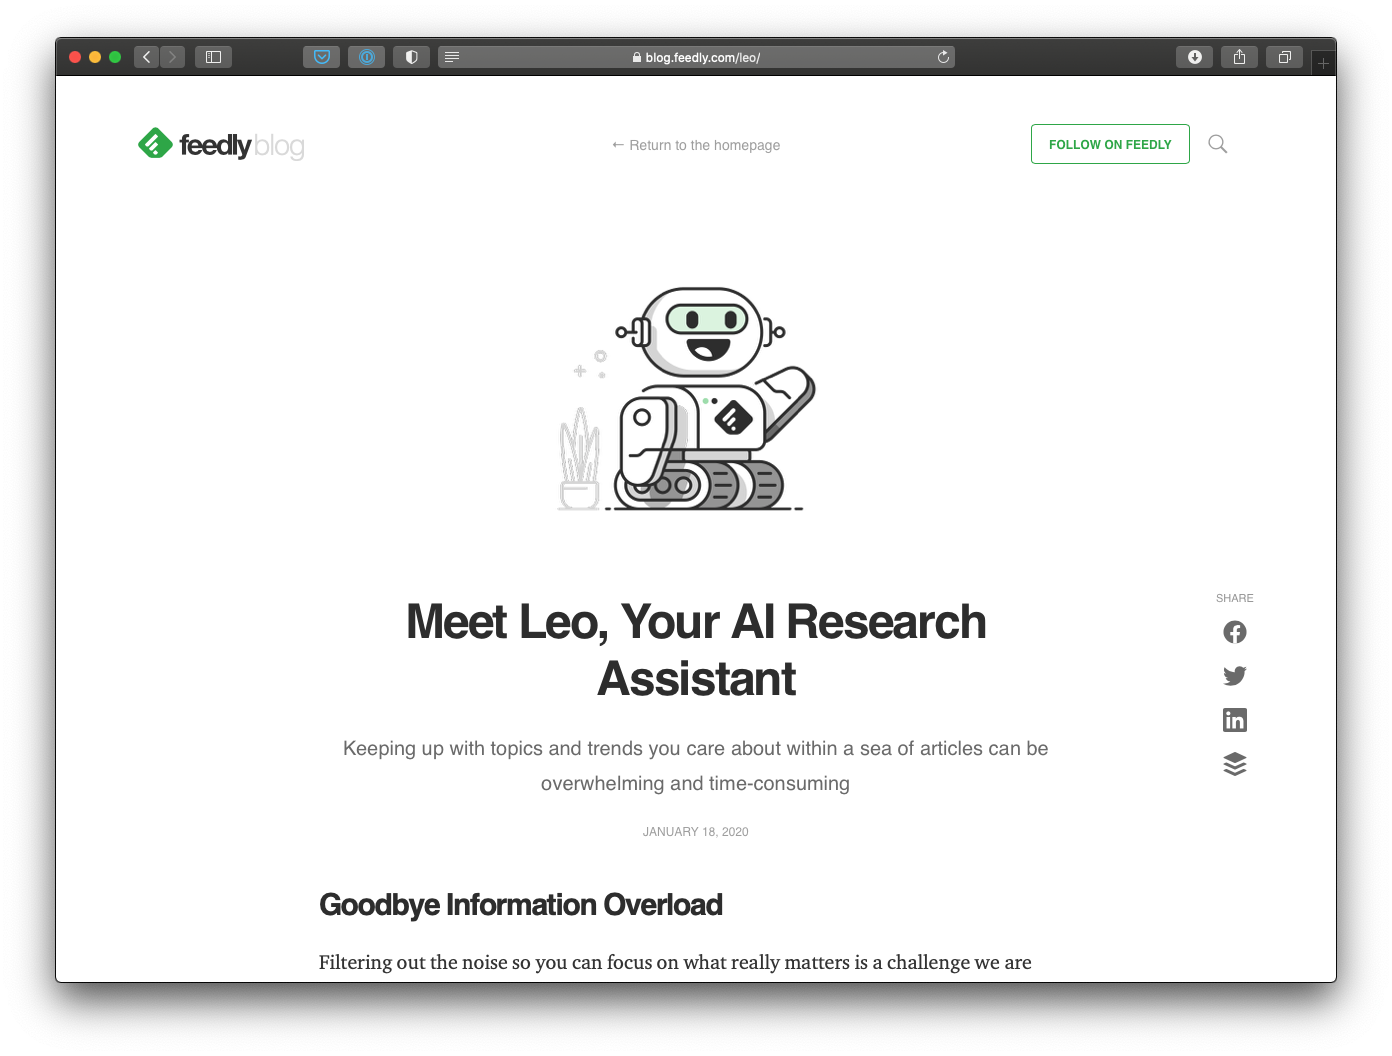 blog.feedly.com/leo/
feedly blog
← Return to the homepage
FOLLOW ON FEEDLY
Meet Leo, Your AI Research
Assistant
SHARE
Keeping up with topics and trends you care about within a sea of articles can be
overwhelming and time-consuming
JANUARY 18, 2020
Goodbye Information Overload
Filtering out the noise so you can focus on what really matters is a challenge we are